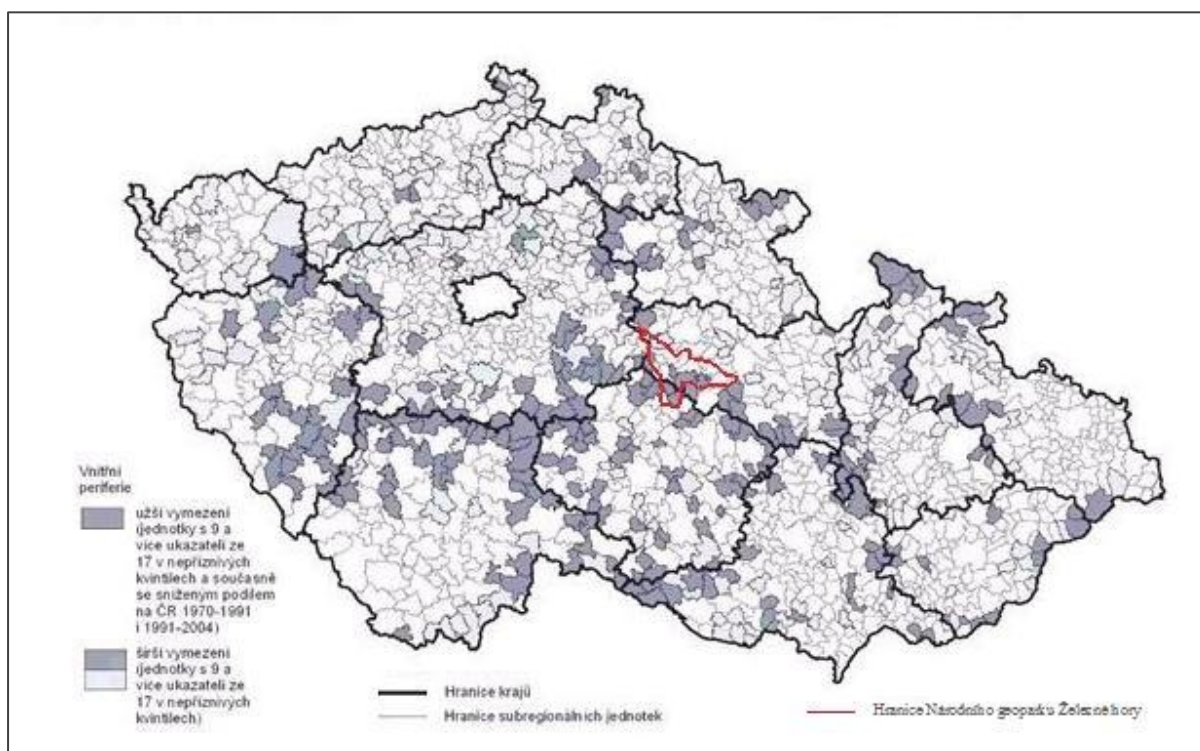 Vnitřní
periferie
užší vymezení
(jednotky s 9 a
více ukazateli ze
17 v nepříznivých
kvintilech a současně
se sníženým podílem
na ČR 1970-1991
i 1991-2004)
širší vymezení
(jednotky s 9 a
více ukazateli ze
17 v nepříznivých
kvintilech)
Hranice krajů
Hranice subregionálních jednotek
Hranice Národního geoparku Železné hory